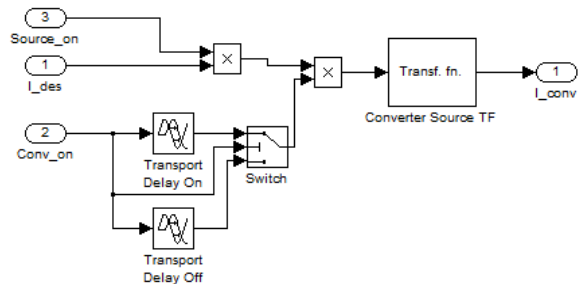 3
Source_on
1
I_des
×
×
Transf. fn.
Converter Source TF
1
I_conv
2
Conv_on
Transport
Delay On
Switch
Transport
Delay Off